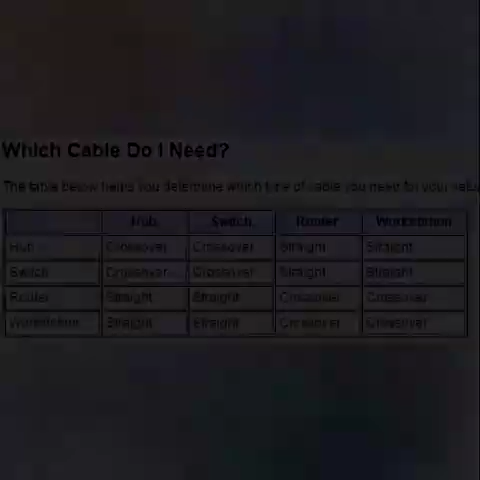 Which Cable Do I Need?
The table below helps you determine which type of cable you need for your
Hub Switch Router Workstation
Hub Crossover Crossover Straight Straight
Switch Crossover Crossover Straight Straight
Router Straight Straight Crossover Crossover
Workstation Straight Straight Crossover Crossover